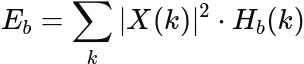 $E_b = \sum_k |X(k)|^2 \cdot H_b(k)$